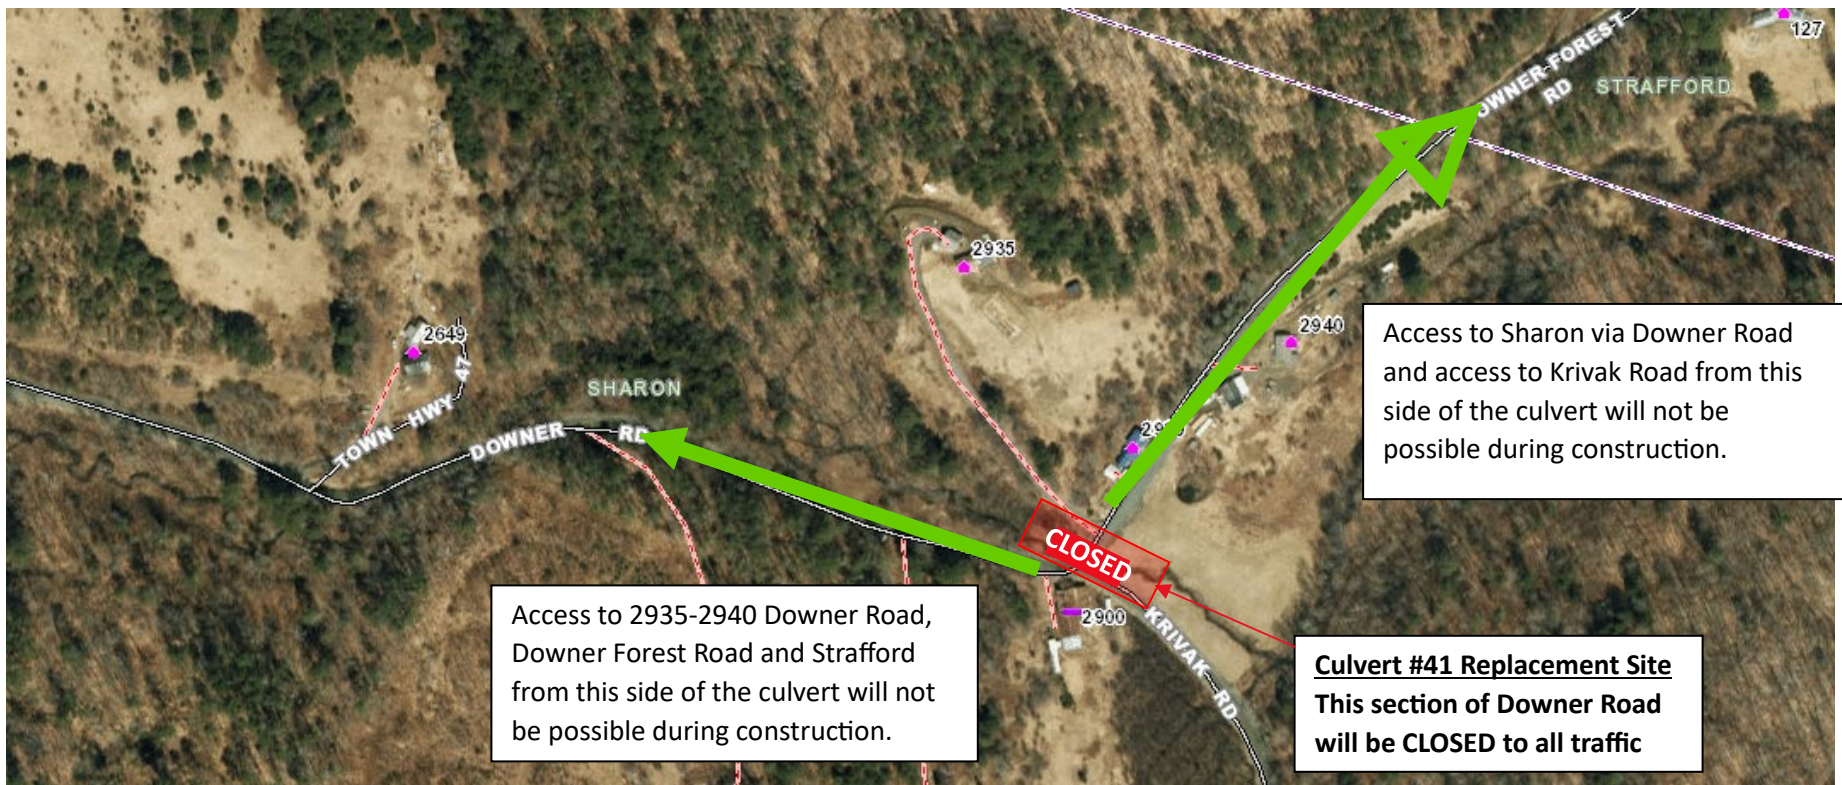 127
OWNER-FOREST
RD
STRAFFORD
2935
2940
2649
TOWN HWY 47
SHARON
DOWNER RD
CLOSED
2900
KRIVAK RD
Access to Sharon via Downer Road
and access to Krivak Road from this
side of the culvert will not be
possible during construction.
Access to 2935-2940 Downer Road,
Downer Forest Road and Strafford
from this side of the culvert will not
be possible during construction.
Culvert #41 Replacement Site
This section of Downer Road
will be CLOSED to all traffic